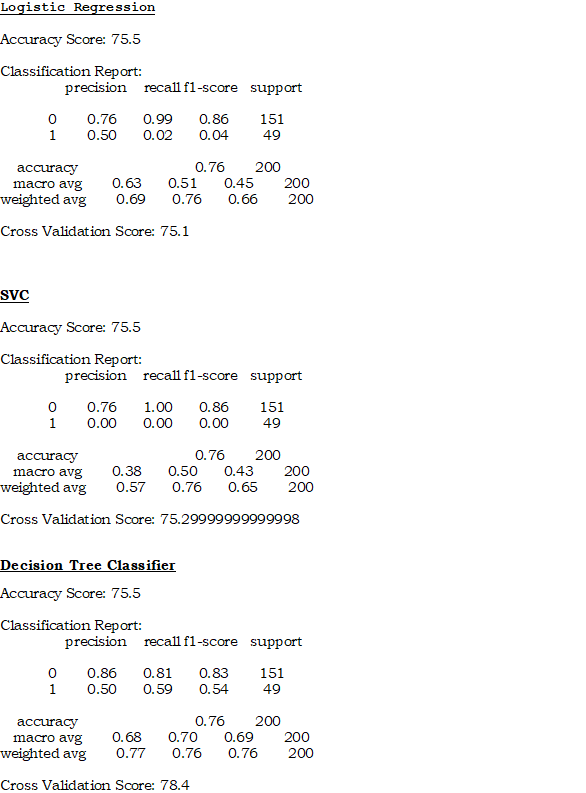 Logistic Regression
Accuracy Score: 75.5
Classification Report:
precision recall f1-score support
0 0.76 0.99 0.86 151
1 0.50 0.02 0.04 49
accuracy 0.76 200
macro avg 0.63 0.51 0.45 200
weighted avg 0.69 0.76 0.66 200
Cross Validation Score: 75.1
SVC
Accuracy Score: 75.5
Classification Report:
precision recall f1-score support
0 0.76 1.00 0.86 151
1 0.00 0.00 0.00 49
accuracy 0.76 200
macro avg 0.38 0.50 0.43 200
weighted avg 0.57 0.76 0.65 200
Cross Validation Score: 75.29999999999998
Decision Tree Classifier
Accuracy Score: 75.5
Classification Report:
precision recall f1-score support
0 0.86 0.81 0.83 151
1 0.50 0.59 0.54 49
accuracy 0.76 200
macro avg 0.68 0.70 0.69 200
weighted avg 0.77 0.76 0.76 200
Cross Validation Score: 78.4